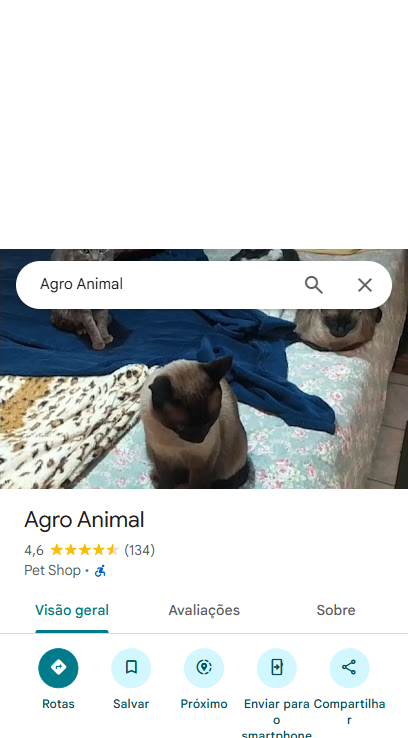 Agro Animal
Agro Animal
4,6 (134)
Pet Shop ·
Visão geral Avaliações Sobre
Rotas Salvar Próximo Enviar para o smartphone Compartilhar